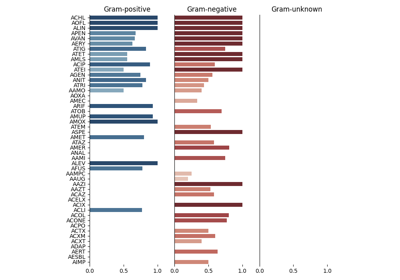 Gram-positive Gram-negative Gram-unknown
ACHL
AOFL
ALIN
APEN
AVAN
AERY
ATIG
ATET
AMLS
ACIP
ATEI
AGEN
ANIT
ATRI
AAMO
AOXA
AMEC
ARIF
ATOB
AMUP
AMOX
ATEM
ASPE
AMET
ATAZ
AMER
ANAL
AAMI
ALEV
AFUS
AAMPC
AAUG
AAZI
AAZT
ACAZ
ACELX
ACIX
ACLI
ACOL
ACONE
ACPO
ACTX
ACXM
ACXT
ADAP
AERT
AESBL
AIMP
0.0 0.5 1.0 0.0 0.5 1.0 0.0 0.5 1.0